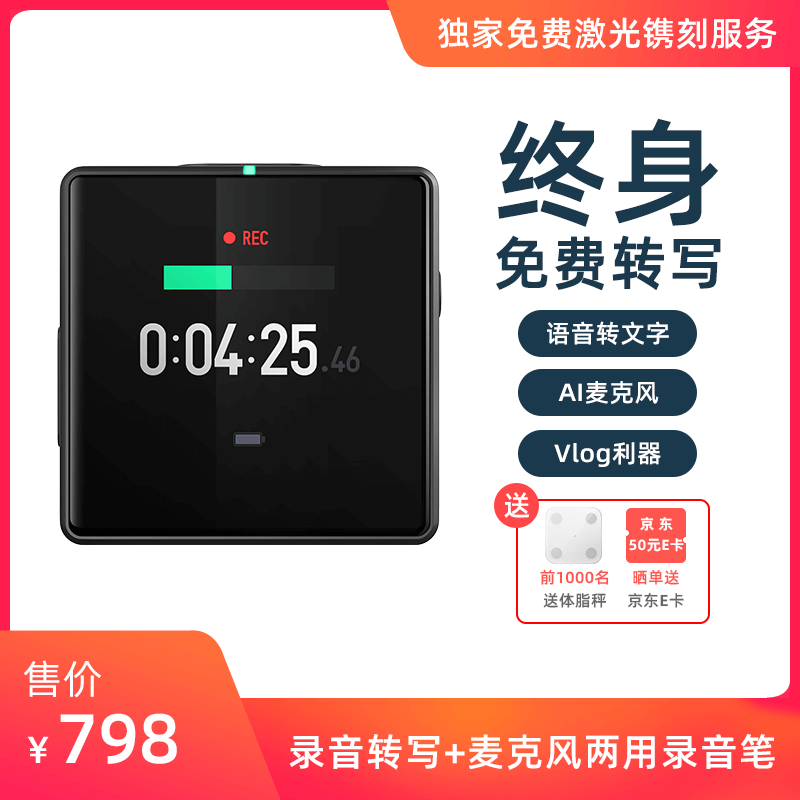 独家免费激光镌刻服务
终身
免费转写
语音转文字
AI麦克风
Vlog利器
REC
0:04:25.46
送
京东
50元E卡
前1000名
送体脂秤
晒单送
京东E卡
售价
¥798
录音转写+麦克风两用录音笔